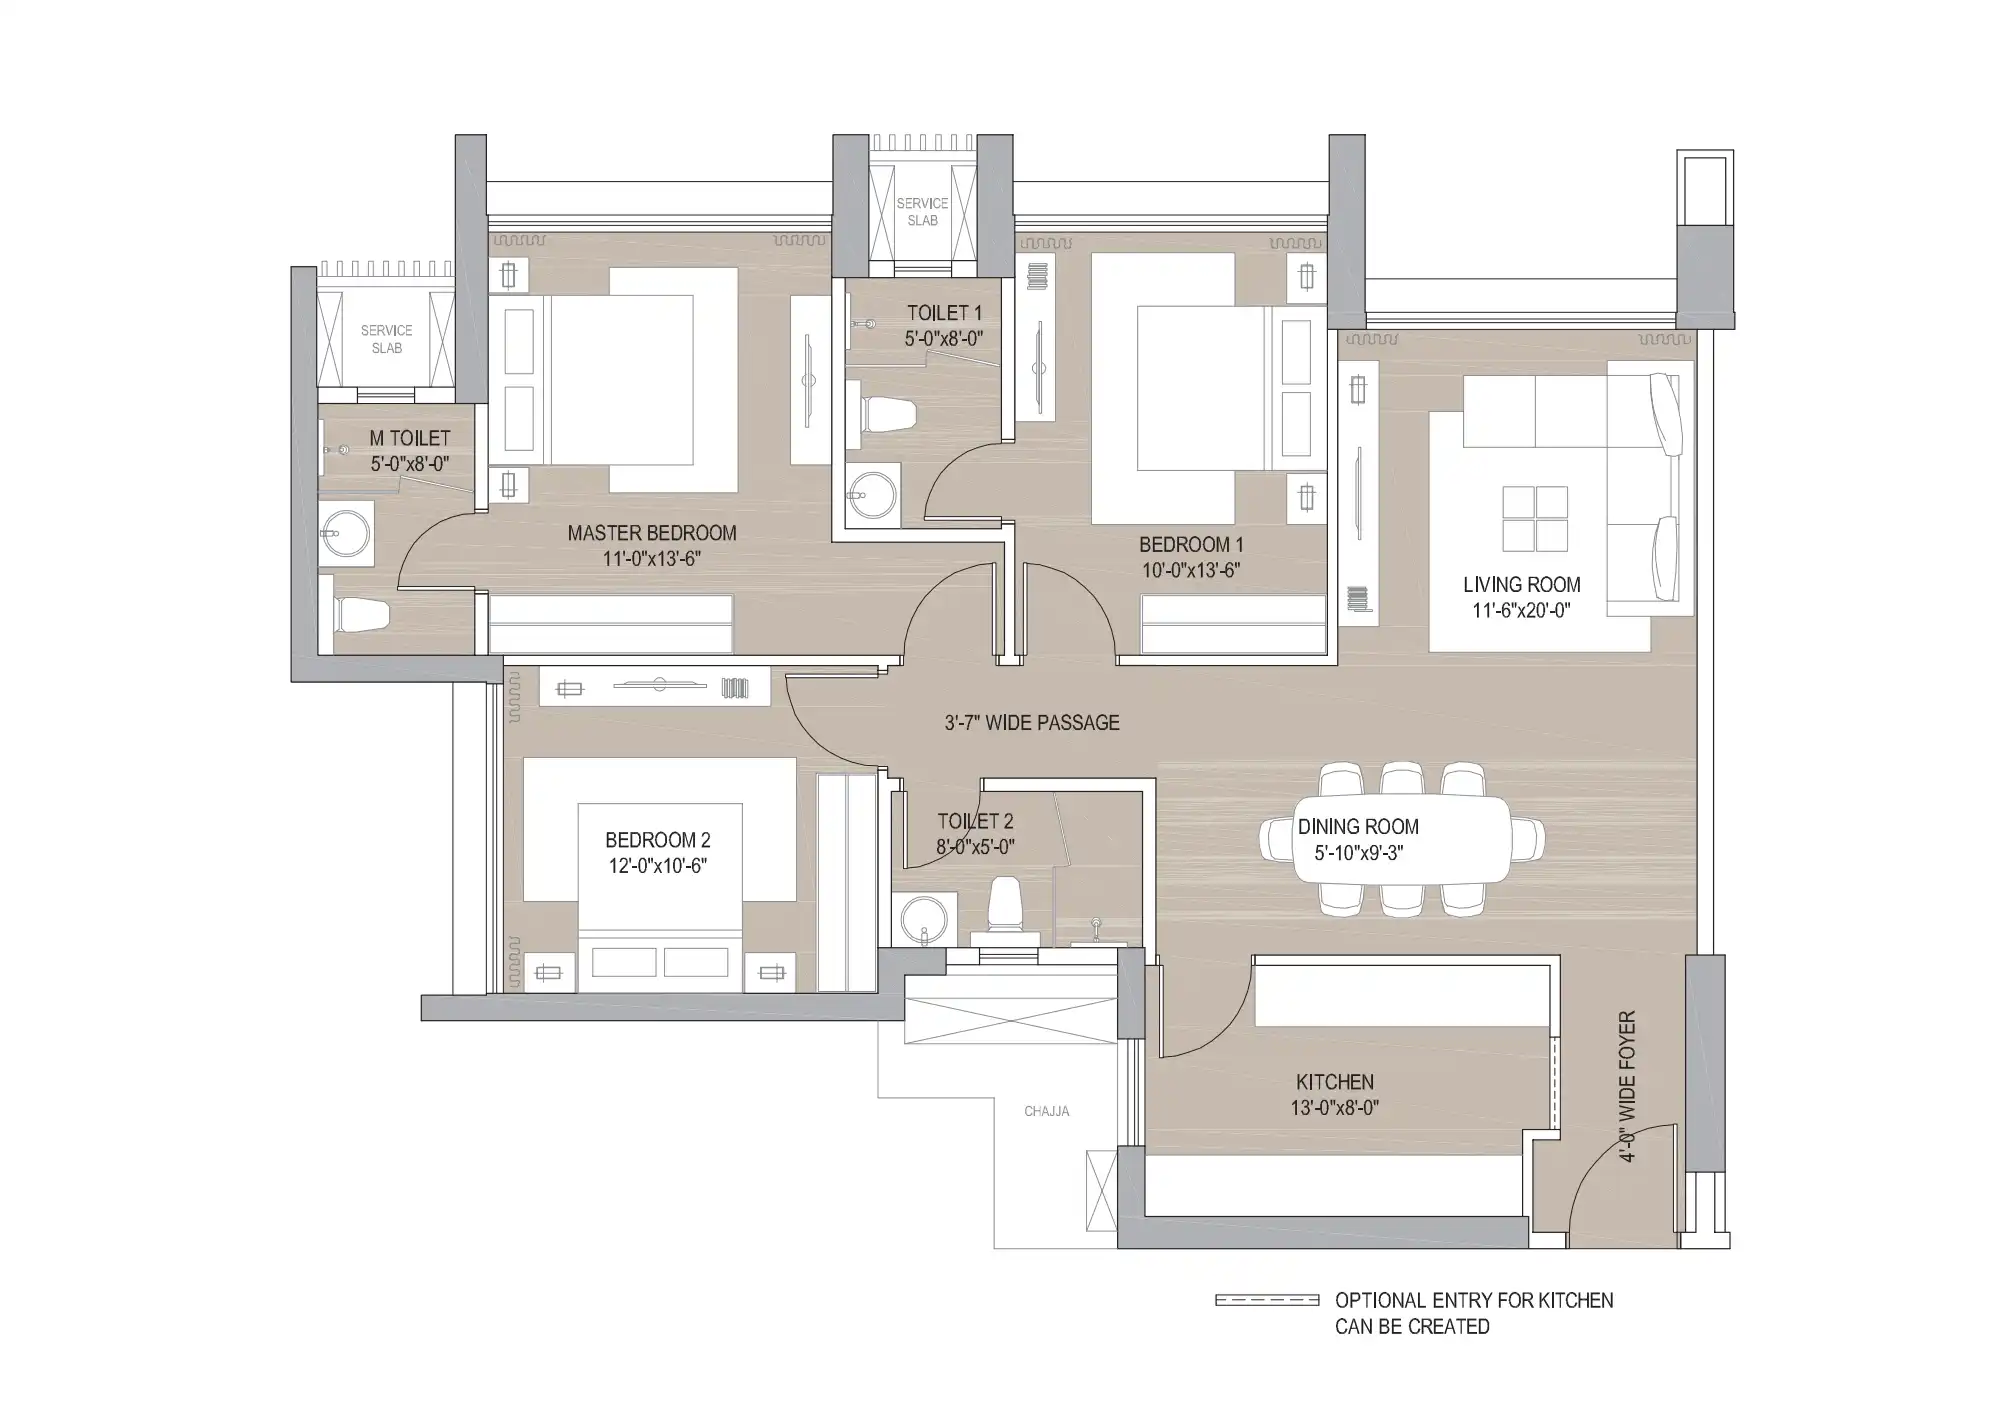 SERVICE
SLAB
SERVICE
SLAB
TOILET 1
5'-0"x8'-0"
M TOILET
5'-0"x8'-0"
MASTER BEDROOM
11'-0"x13'-6"
BEDROOM 1
10'-0"x13'-6"
LIVING ROOM
11'-6"x20'-0"
3'-7" WIDE PASSAGE
TOILET 2
8'-0"x5'-0"
DINING ROOM
5'-10"x9'-3"
BEDROOM 2
12'-0"x10'-6"
KITCHEN
13'-0"x8'-0"
4'-0" WIDE FOYER
CHAJJA
OPTIONAL ENTRY FOR KITCHEN
CAN BE CREATED